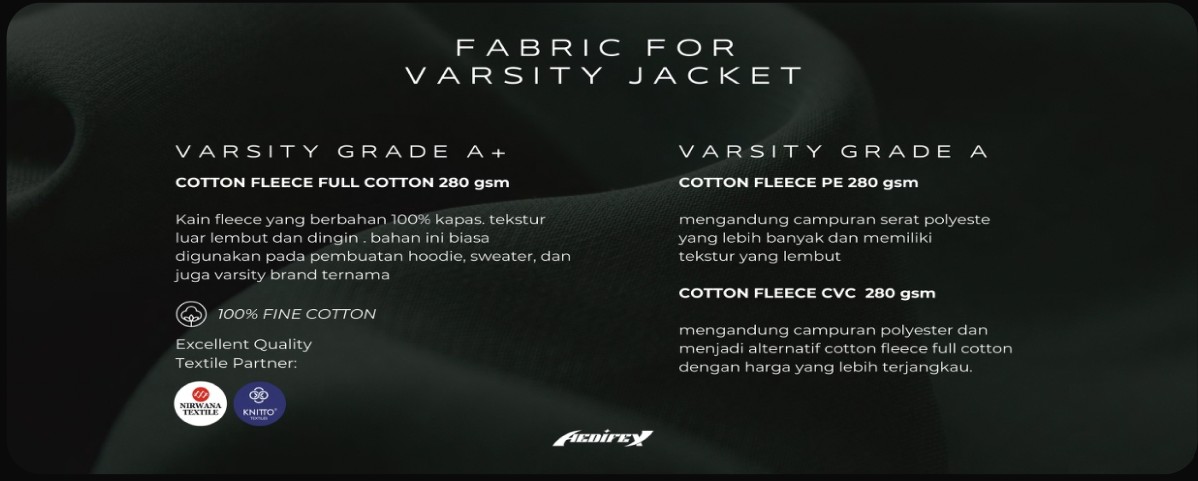 FABRIC FOR
VARSITY JACKET
VARSITY GRADE A+
COTTON FLEECE FULL COTTON 280 gsm
Kain fleece yang berbahan 100% kapas. tekstur
luar lembut dan dingin . bahan ini biasa
digunakan pada pembuatan hoodie, sweater, dan
juga varsity brand ternama
100% FINE COTTON
Excellent Quality
Textile Partner:
NIRWANA
TEXTILE
KNITTO
TEXTILES
VARSITY GRADE A
COTTON FLEECE PE 280 gsm
mengandung campuran serat polyeste
yang lebih banyak dan memiliki
tekstur yang lembut
COTTON FLEECE CVC 280 gsm
mengandung campuran polyester dan
menjadi alternatif cotton fleece full cotton
dengan harga yang lebih terjangkau.
AEDIFEX